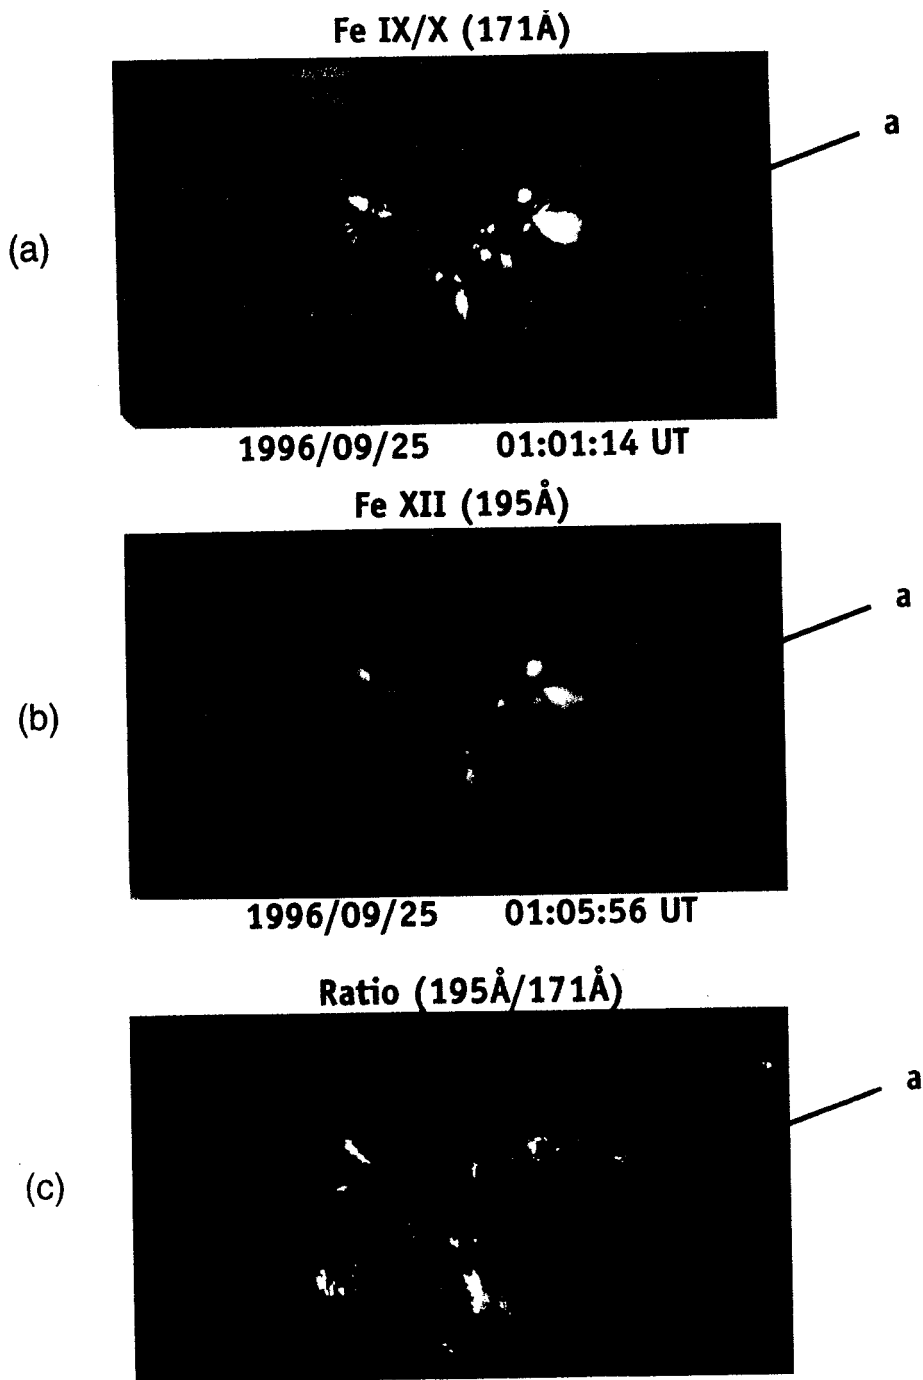 Fe IX/X (171Å)
a
(a)
1996/09/25 01:01:14 UT
Fe XII (195Å)
a
(b)
1996/09/25 01:05:56 UT
Ratio (195Å/171Å)
a
(c)